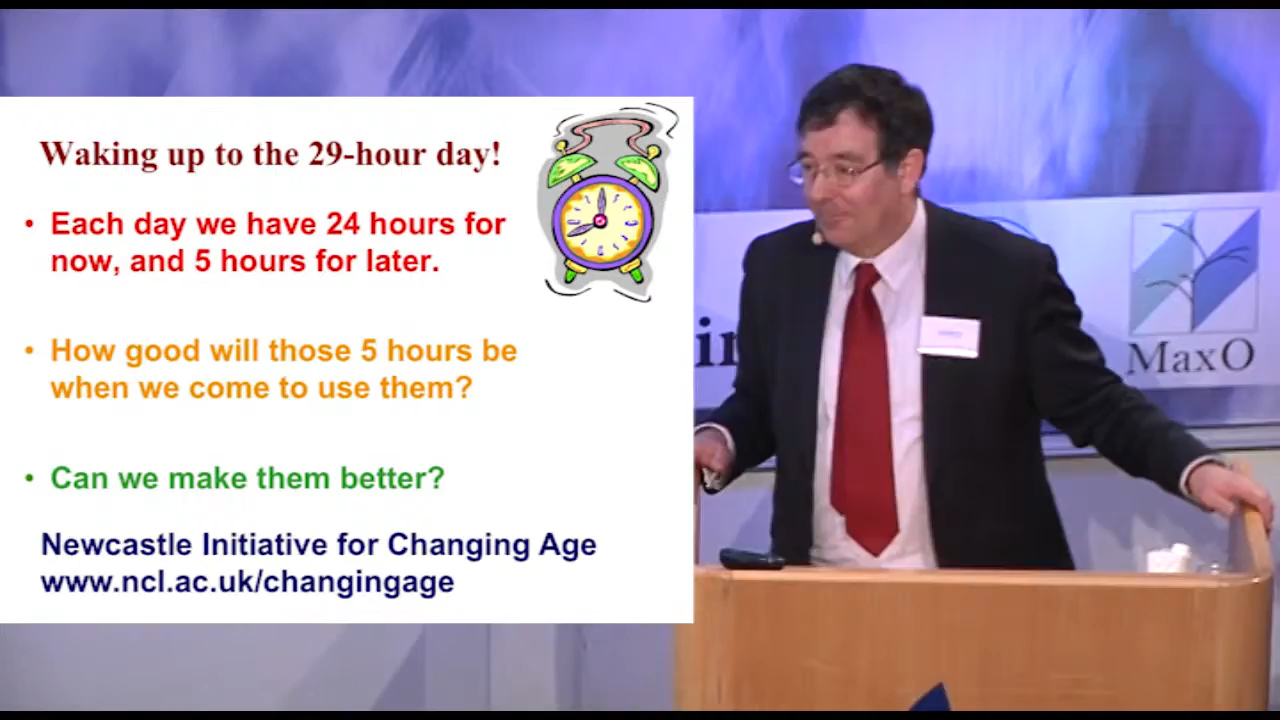 Waking up to the 29-hour day!
• Each day we have 24 hours for
now, and 5 hours for later.
• How good will those 5 hours be
when we come to use them?
• Can we make them better?
Newcastle Initiative for Changing Age
www.ncl.ac.uk/changingage
in
MaxO